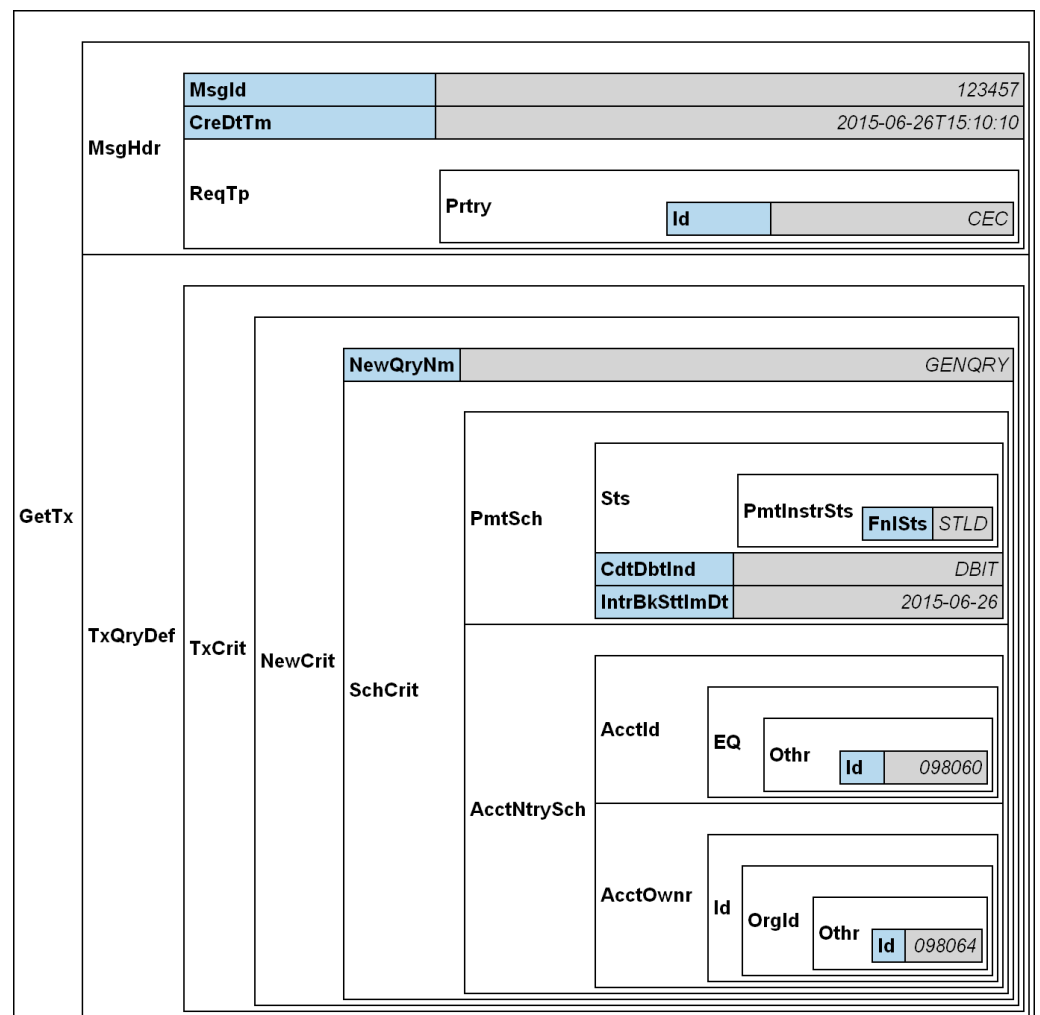 MsgId 123457
CreDtTm 2015-06-26T15:10:10
MsgHdr
ReqTp
Prtry
Id CEC
NewQryNm GENQRY
GetTx
PmtSch
Sts
PmtInstrSts
FnlSts STLD
CdtDbtInd DBIT
IntrBkSttlmDt 2015-06-26
TxQryDef
TxCrit
NewCrit
SchCrit
AcctId
EQ
Othr
Id 098060
AcctNtrySch
AcctOwnr
Id
OrgId
Othr
Id 098064